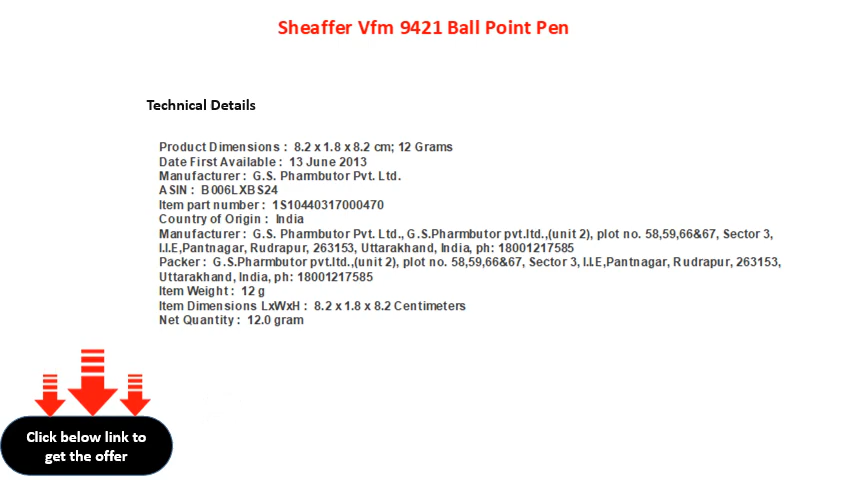 Sheaffer Vfm 9421 Ball Point Pen
Technical Details
Product Dimensions : 8.2 x 1.8 x 8.2 cm; 12 Grams
Date First Available : 13 June 2013
Manufacturer : G.S. Pharmbutor Pvt. Ltd.
ASIN : B006LXBS24
Item part number : 1S10440317000470
Country of Origin : India
Manufacturer : G.S. Pharmbutor Pvt. Ltd., G.S.Pharmbutor pvt.ltd.,(unit 2), plot no. 58,59,66&67, Sector 3,
I.I.E,Pantnagar, Rudrapur, 263153, Uttarakhand, India, ph: 18001217585
Packer : G.S.Pharmbutor pvt.ltd.,(unit 2), plot no. 58,59,66&67, Sector 3, I.I.E,Pantnagar, Rudrapur, 263153,
Uttarakhand, India, ph: 18001217585
Item Weight : 12 g
Item Dimensions LxWxH : 8.2 x 1.8 x 8.2 Centimeters
Net Quantity : 12.0 gram
Click below link to
get the offer